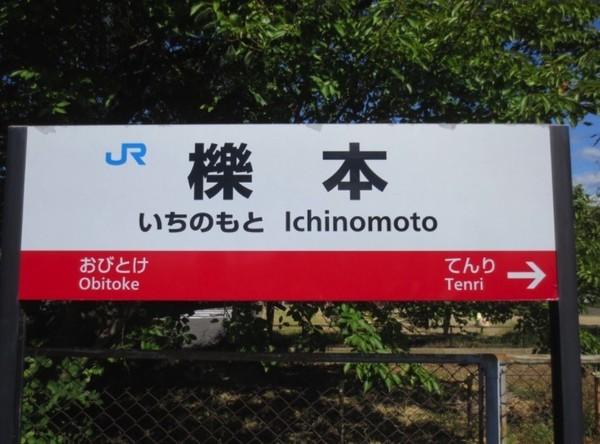 JR 櫟本
いちのもと Ichinomoto
おびとけ てんり
Obitoke Tenri